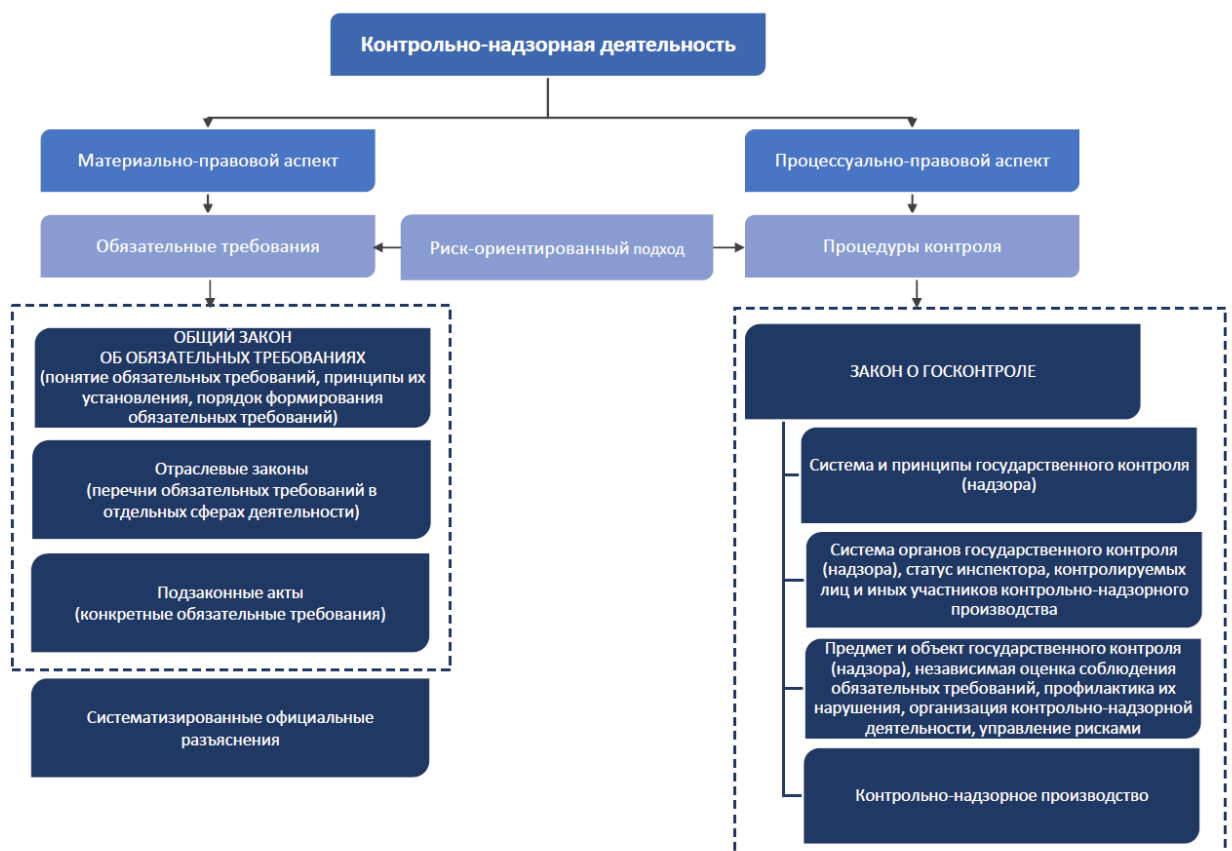 Контрольно-надзорная деятельность
Материально-правовой аспект
Процессуально-правовой аспект
Обязательные требования
Риск-ориентированный подход
Процедуры контроля
ОБЩИЙ ЗАКОН
ОБ ОБЯЗАТЕЛЬНЫХ ТРЕБОВАНИЯХ
(понятие обязательных требований, принципы их
установления, порядок формирования
обязательных требований)
Отраслевые законы
(перечни обязательных требований в
отдельных сферах деятельности)
Подзаконные акты
(конкретные обязательные требования)
Систематизированные официальные
разъяснения
ЗАКОН О ГОСКОНТРОЛЕ
Система и принципы государственного контроля
(надзора)
Система органов государственного контроля
(надзора), статус инспектора, контролируемых
лиц и иных участников контрольно-надзорного
производства
Предмет и объект государственного контроля
(надзора), независимая оценка соблюдения
обязательных требований, профилактика их
нарушения, организация контрольно-надзорной
деятельности, управление рисками
Контрольно-надзорное производство